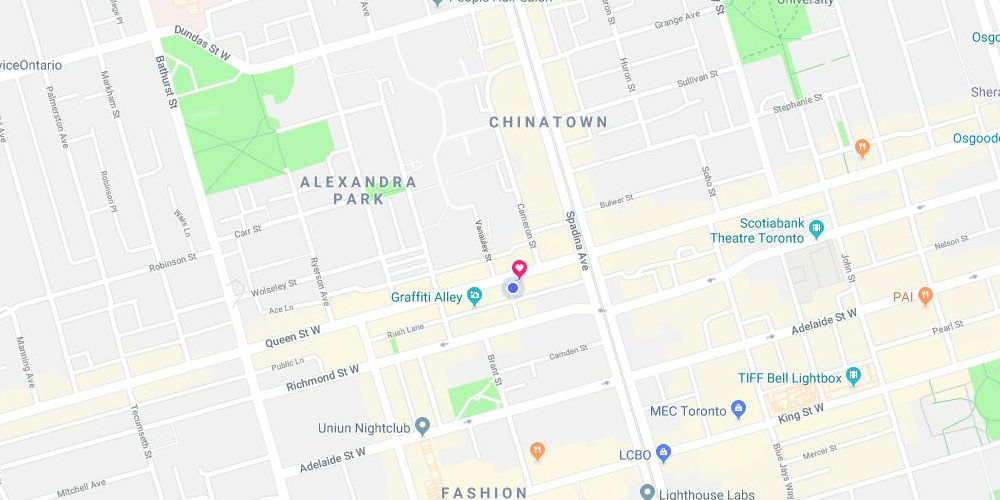 People Hair Salon
University
Grange Ave
Dundas St W
Osgo
viceOntario
Bathurst St
Huron St
Sullivan St
Markham St
Palmerston Ave
Stephanie St
Shera
CHINATOWN
Osgoode
ALEXANDRA
PARK
Robinson Pl
Soho St
Bulwer St
Wales Ln
Cameron St
Spadina Ave
Vanauley St
Carr St
Scotiabank
Theatre Toronto
Nelson St
Robinson St
Ryerson Ave
John St
Wolseley St
Ace Ln
Graffiti Alley
PAI
Queen St W
Rush Lane
Adelaide St W
Pearl St
Public Ln
Camden St
Manning Ave
Richmond St W
Brant St
TIFF Bell Lightbox
MEC Toronto
King St W
Tecumseth St
Uniun Nightclub
LCBO
Mercer St
Blue Jays Way
Adelaide St W
Mitchell Ave
FASHION
Lighthouse Labs